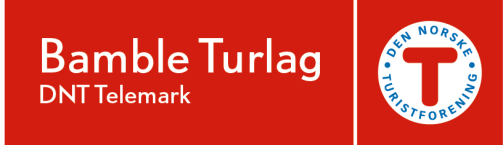 Bamble Turlag
DNT Telemark
DEN NORSKE
T
TURISTFORENING